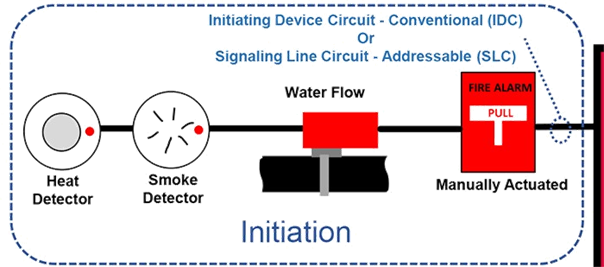 Initiating Device Circuit - Conventional (IDC)
Or
Signaling Line Circuit - Addressable (SLC)
Water Flow
FIRE ALARM
PULL
Heat
Detector
Smoke
Detector
Manually Actuated
Initiation